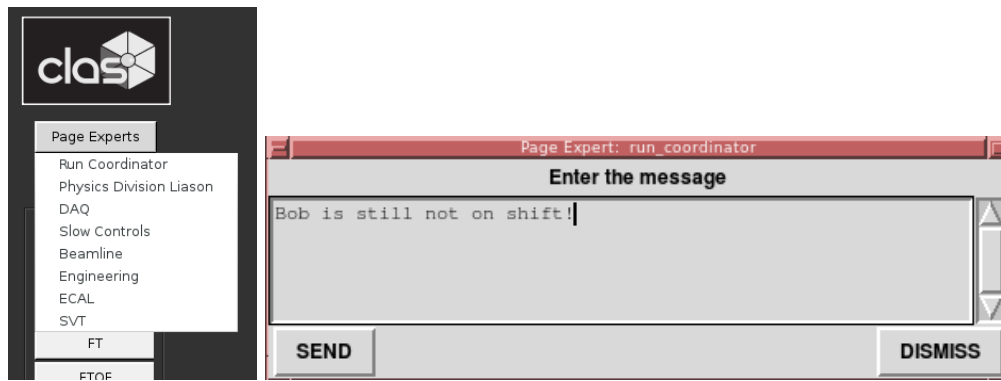 clas
Page Experts
Run Coordinator
Physics Division Liason
DAQ
Slow Controls
Beamline
Engineering
ECAL
SVT
FT
FTOF
Page Expert: run_coordinator
Enter the message
Bob is still not on shift!
SEND
DISMISS